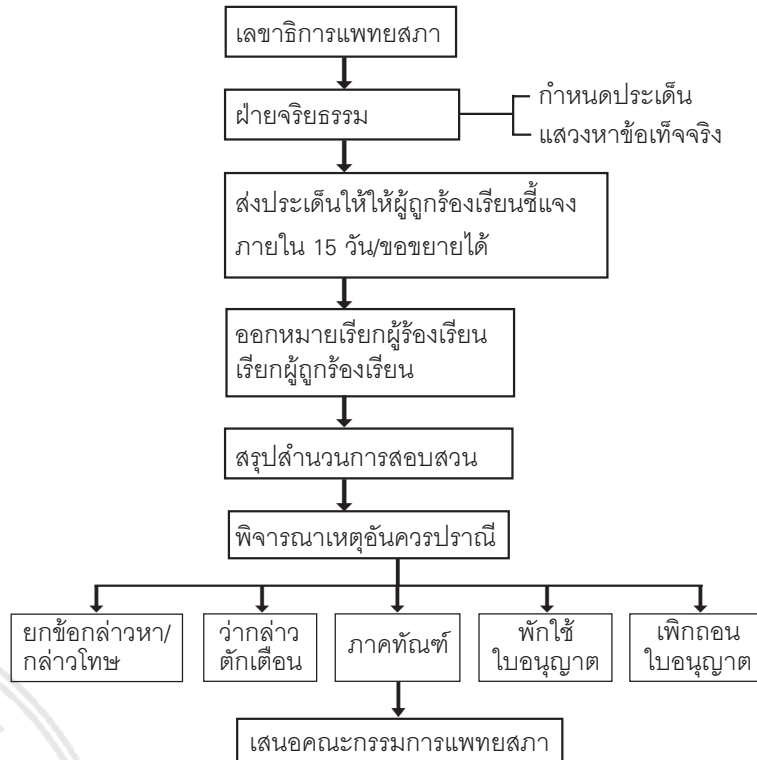 เลขาธิการแพทยสภา
ฝ่ายจริยธรรม
กำหนดประเด็น
แสวงหาข้อเท็จจริง
ส่งประเด็นให้ให้ผู้ถูกร้องเรียนชี้แจง
ภายใน 15 วัน/ขอขยายได้
ออกหมายเรียกผู้ร้องเรียน
เรียกผู้ถูกร้องเรียน
สรุปสำนวนการสอบสวน
พิจารณาเหตุอันควรปราณี
ยกข้อกล่าวหา/
กล่าวโทษ
ว่ากล่าว
ตักเตือน
ภาคทัณฑ์
พักใช้
ใบอนุญาต
เพิกถอน
ใบอนุญาต
เสนอคณะกรรมการแพทยสภา